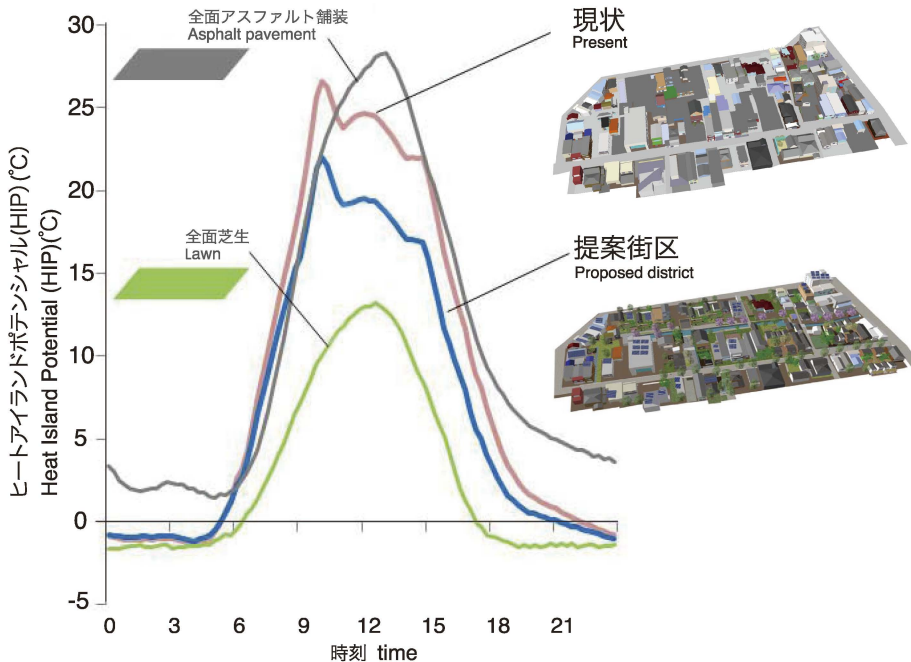 全面アスファルト舗装
Asphalt pavement
現状
Present
全面芝生
Lawn
提案街区
Proposed district
ヒートアイランドポテンシャル(HIP)(℃)
Heat Island Potential (HIP)(℃)
30
25
20
15
10
5
0
-5
0 3 6 9 12 15 18 21
時刻 time